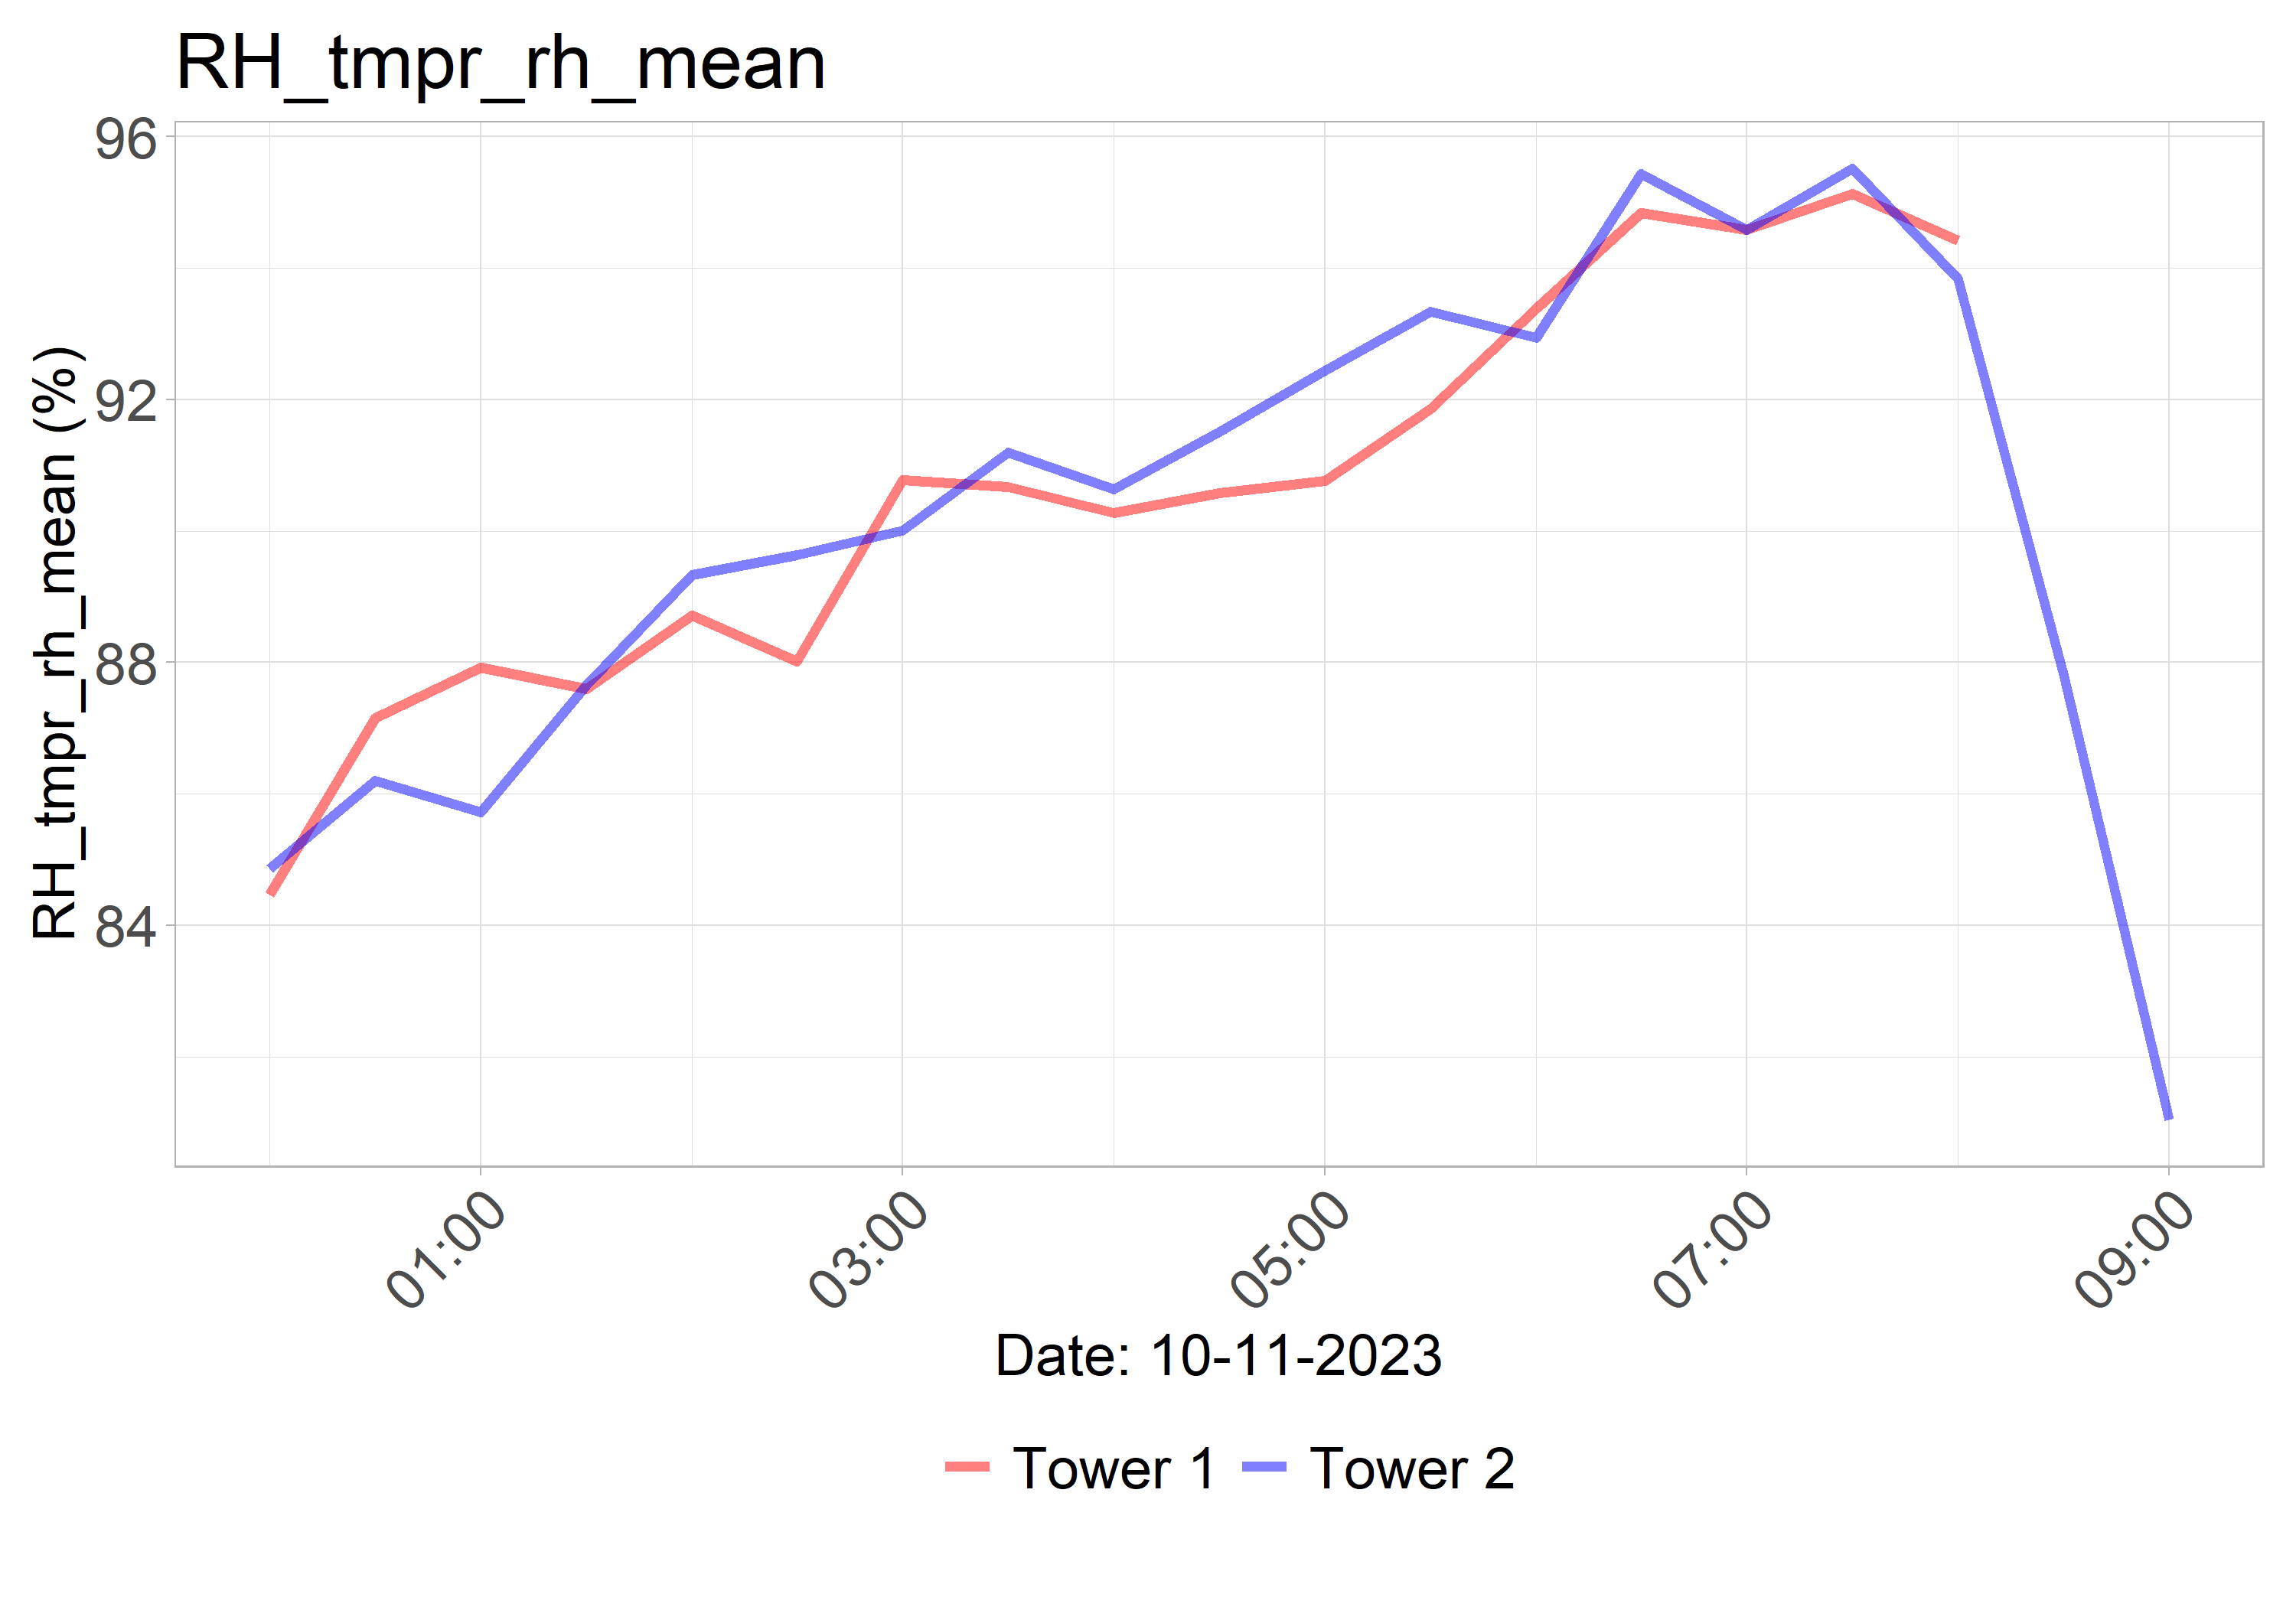 RH_tmpr_rh_mean
RH_tmpr_rh_mean (%)
96
92
88
84
01:00
03:00
05:00
07:00
09:00
Date: 10-11-2023
Tower 1
Tower 2